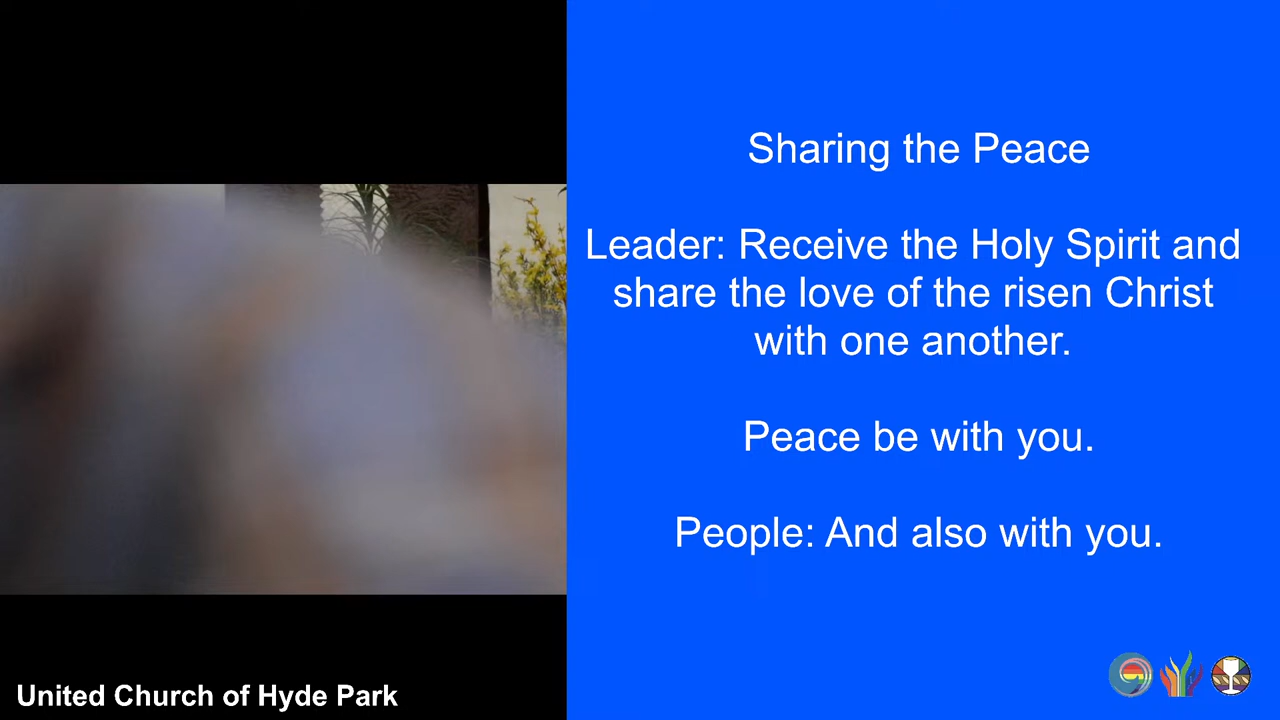 Sharing the Peace
Leader: Receive the Holy Spirit and
share the love of the risen Christ
with one another.
Peace be with you.
People: And also with you.
United Church of Hyde Park